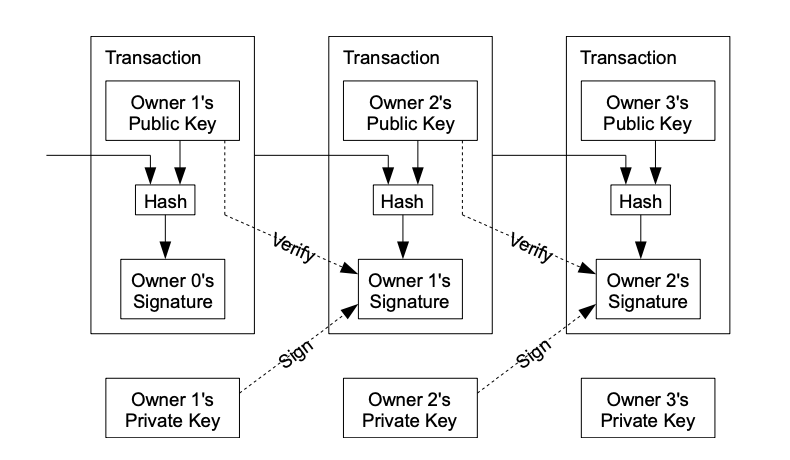 Transaction
Owner 1's
Public Key
Hash
Owner 0's
Signature
Transaction
Owner 2's
Public Key
Hash
Verify
Owner 1's
Signature
Transaction
Owner 3's
Public Key
Hash
Verify
Owner 2's
Signature
Sign
Sign
Owner 1's
Private Key
Owner 2's
Private Key
Owner 3's
Private Key